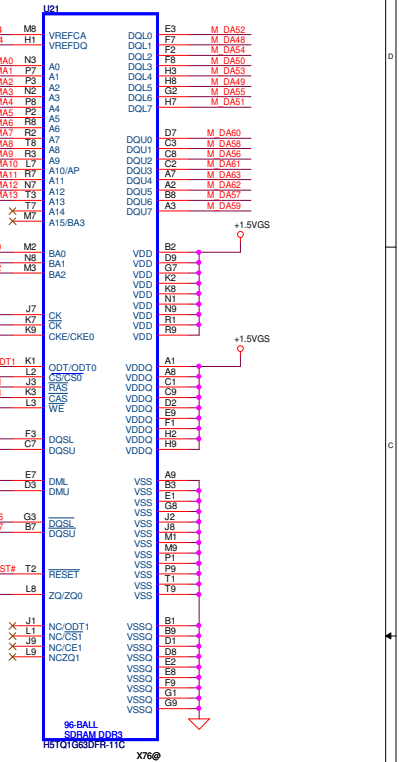 U21
M8 VREFCA DQL0 E3 M_DA52
H1 VREFDQ DQL1 F7 M_DA48
DQL2 F2 M_DA54
N3 A0 DQL3 F8 M_DA50
P7 A1 DQL4 H3 M_DA53
P3 A2 DQL5 H8 M_DA49
N2 A3 DQL6 G2 M_DA55
P8 A4 DQL7 H7 M_DA51
P2 A5
R8 A6
R2 A7 DQU0 D7 M_DA60
T8 A8 DQU1 C3 M_DA58
R3 A9 DQU2 C8 M_DA56
L7 A10/AP DQU3 C2 M_DA61
R7 A11 DQU4 A7 M_DA63
N7 A12 DQU5 A2 M_DA62
T3 A13 DQU6 B8 M_DA57
T7 A14 DQU7 A3 M_DA59
M7 A15/BA3
+1.5VGS
M2 BA0 VDD B2
N8 BA1 VDD D9
M3 BA2 VDD G7
VDD K2
VDD K8
VDD N1
J7 CK VDD N9
K7 CK VDD R1
K9 CKE/CKE0 VDD R9
+1.5VGS
K1 ODT/ODT0 VDDQ A1
L2 CS/CS0 VDDQ A8
J3 RAS VDDQ C1
K3 CAS VDDQ C9
L3 WE VDDQ D2
VDDQ E9
VDDQ F1
F3 DQSL VDDQ H2
C7 DQSU VDDQ H9
E7 DML VSS A9
D3 DMU VSS B3
VSS E1
VSS G8
G3 DQSL VSS J2
B7 DQSU VSS J8
VSS M1
VSS M9
VSS P1
T2 RESET VSS P9
VSS T1
L8 ZQ/ZQ0 VSS T9
J1 NC/ODT1 VSSQ B1
L1 NC/CS1 VSSQ B9
J9 NC/CE1 VSSQ D1
L9 NCZQ1 VSSQ D8
VSSQ E2
VSSQ E8
VSSQ F9
VSSQ G1
VSSQ G9
96-BALL
SDRAM DDR3
H5TQ1G63DFR-11C
X76@
D
C